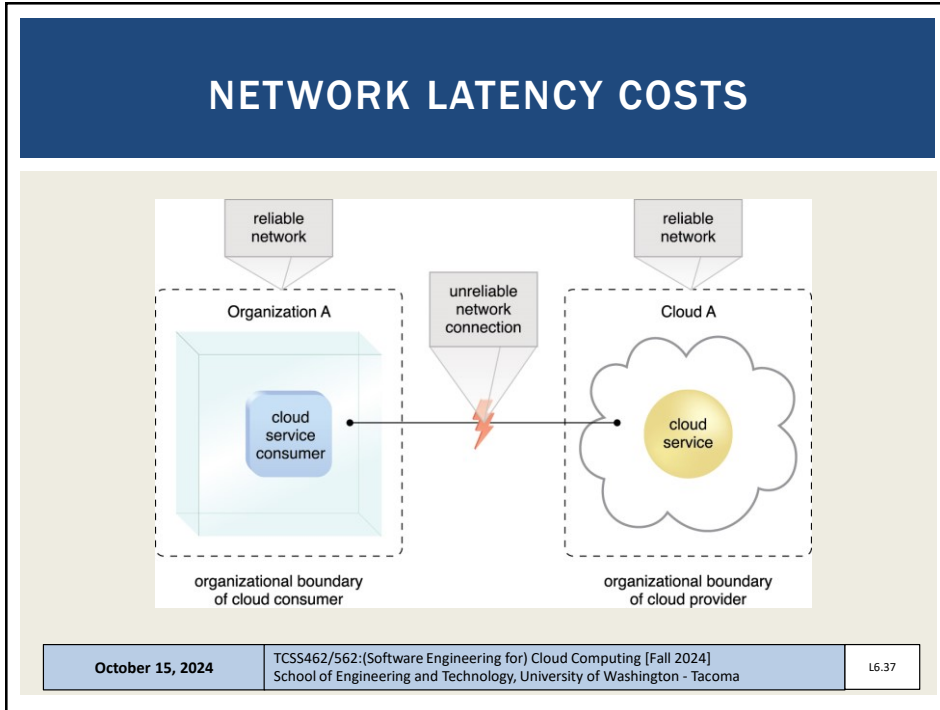 NETWORK LATENCY COSTS
reliable
network
reliable
network
unreliable
network
connection
Organization A
Cloud A
cloud
service
consumer
cloud
service
organizational boundary
of cloud consumer
organizational boundary
of cloud provider
October 15, 2024
TCSS462/562:(Software Engineering for) Cloud Computing [Fall 2024]
School of Engineering and Technology, University of Washington - Tacoma
L6.37